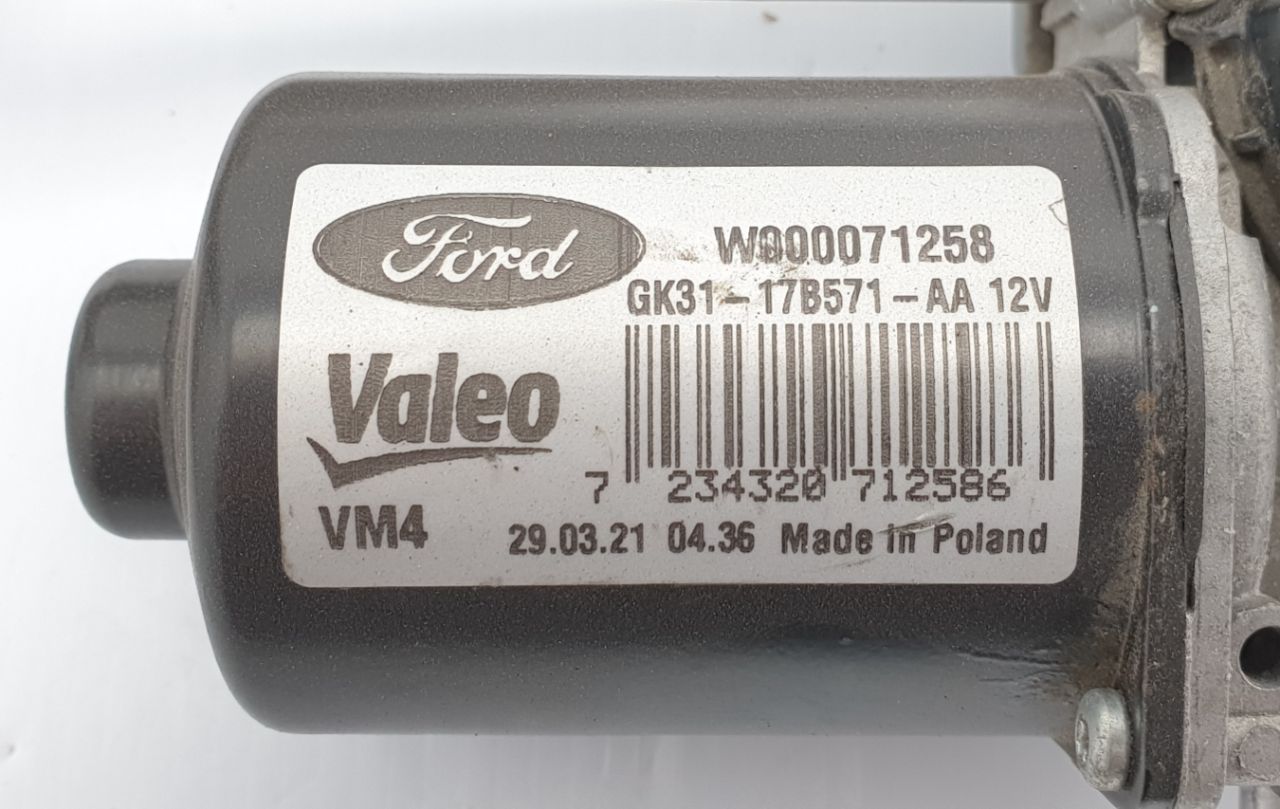 Ford
W000071258
GK31-17B571-AA 12V
Valeo
7 234320 712586
VM4
29.03.21 04.36 Made in Poland